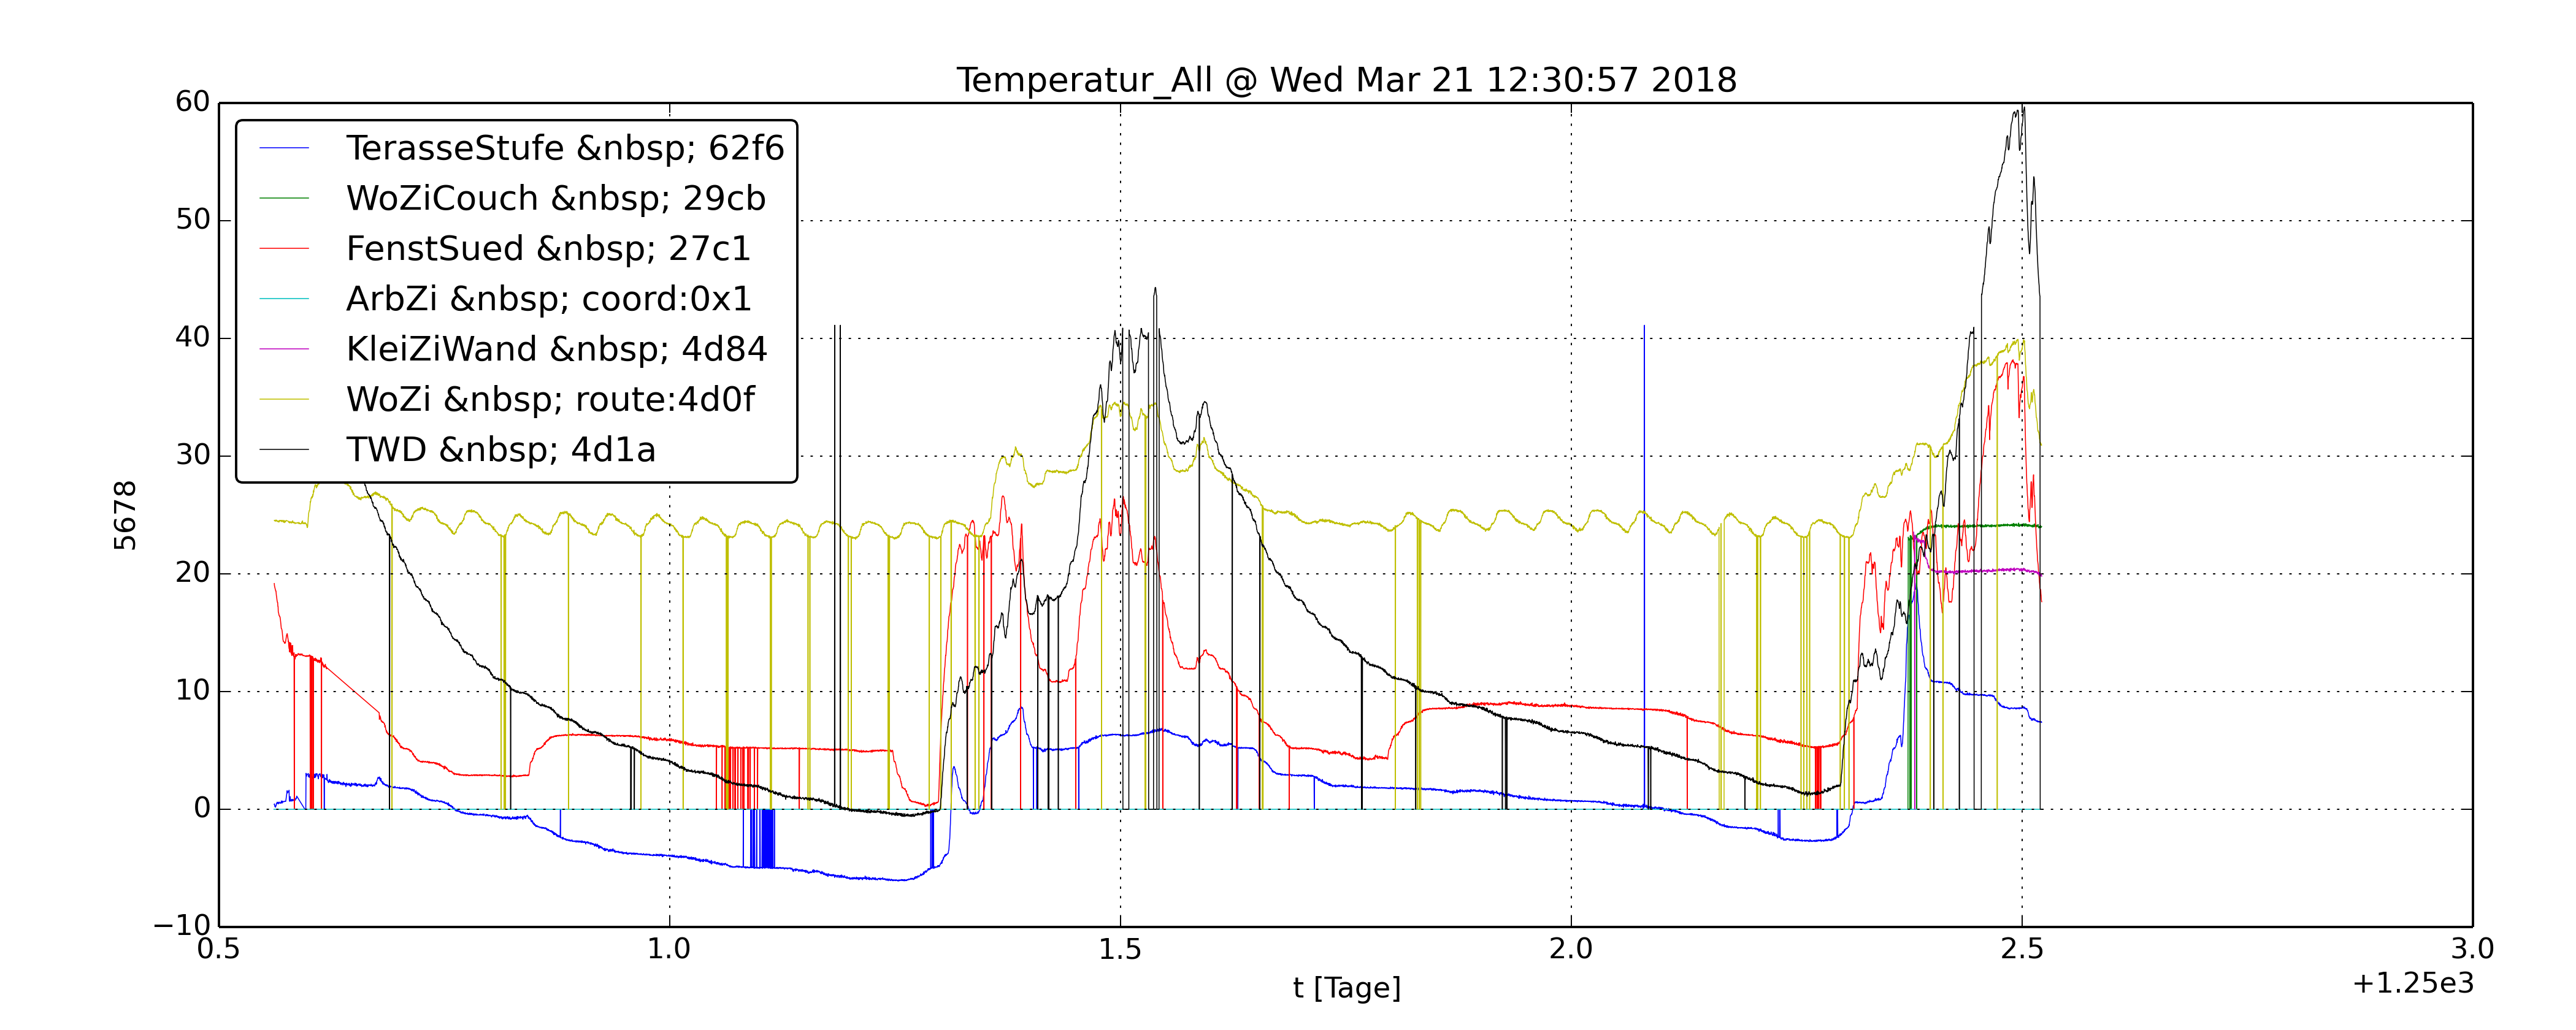 Temperatur_All @ Wed Mar 21 12:30:57 2018
60
50
40
30
20
10
0
−10
5678
TerasseStufe &nbsp; 62f6
WoZiCouch &nbsp; 29cb
FenstSued &nbsp; 27c1
ArbZi &nbsp; coord:0x1
KleiZiWand &nbsp; 4d84
WoZi &nbsp; route:4d0f
TWD &nbsp; 4d1a
0.5 1.0 1.5 2.0 2.5 3.0
t [Tage]
+1.25e3